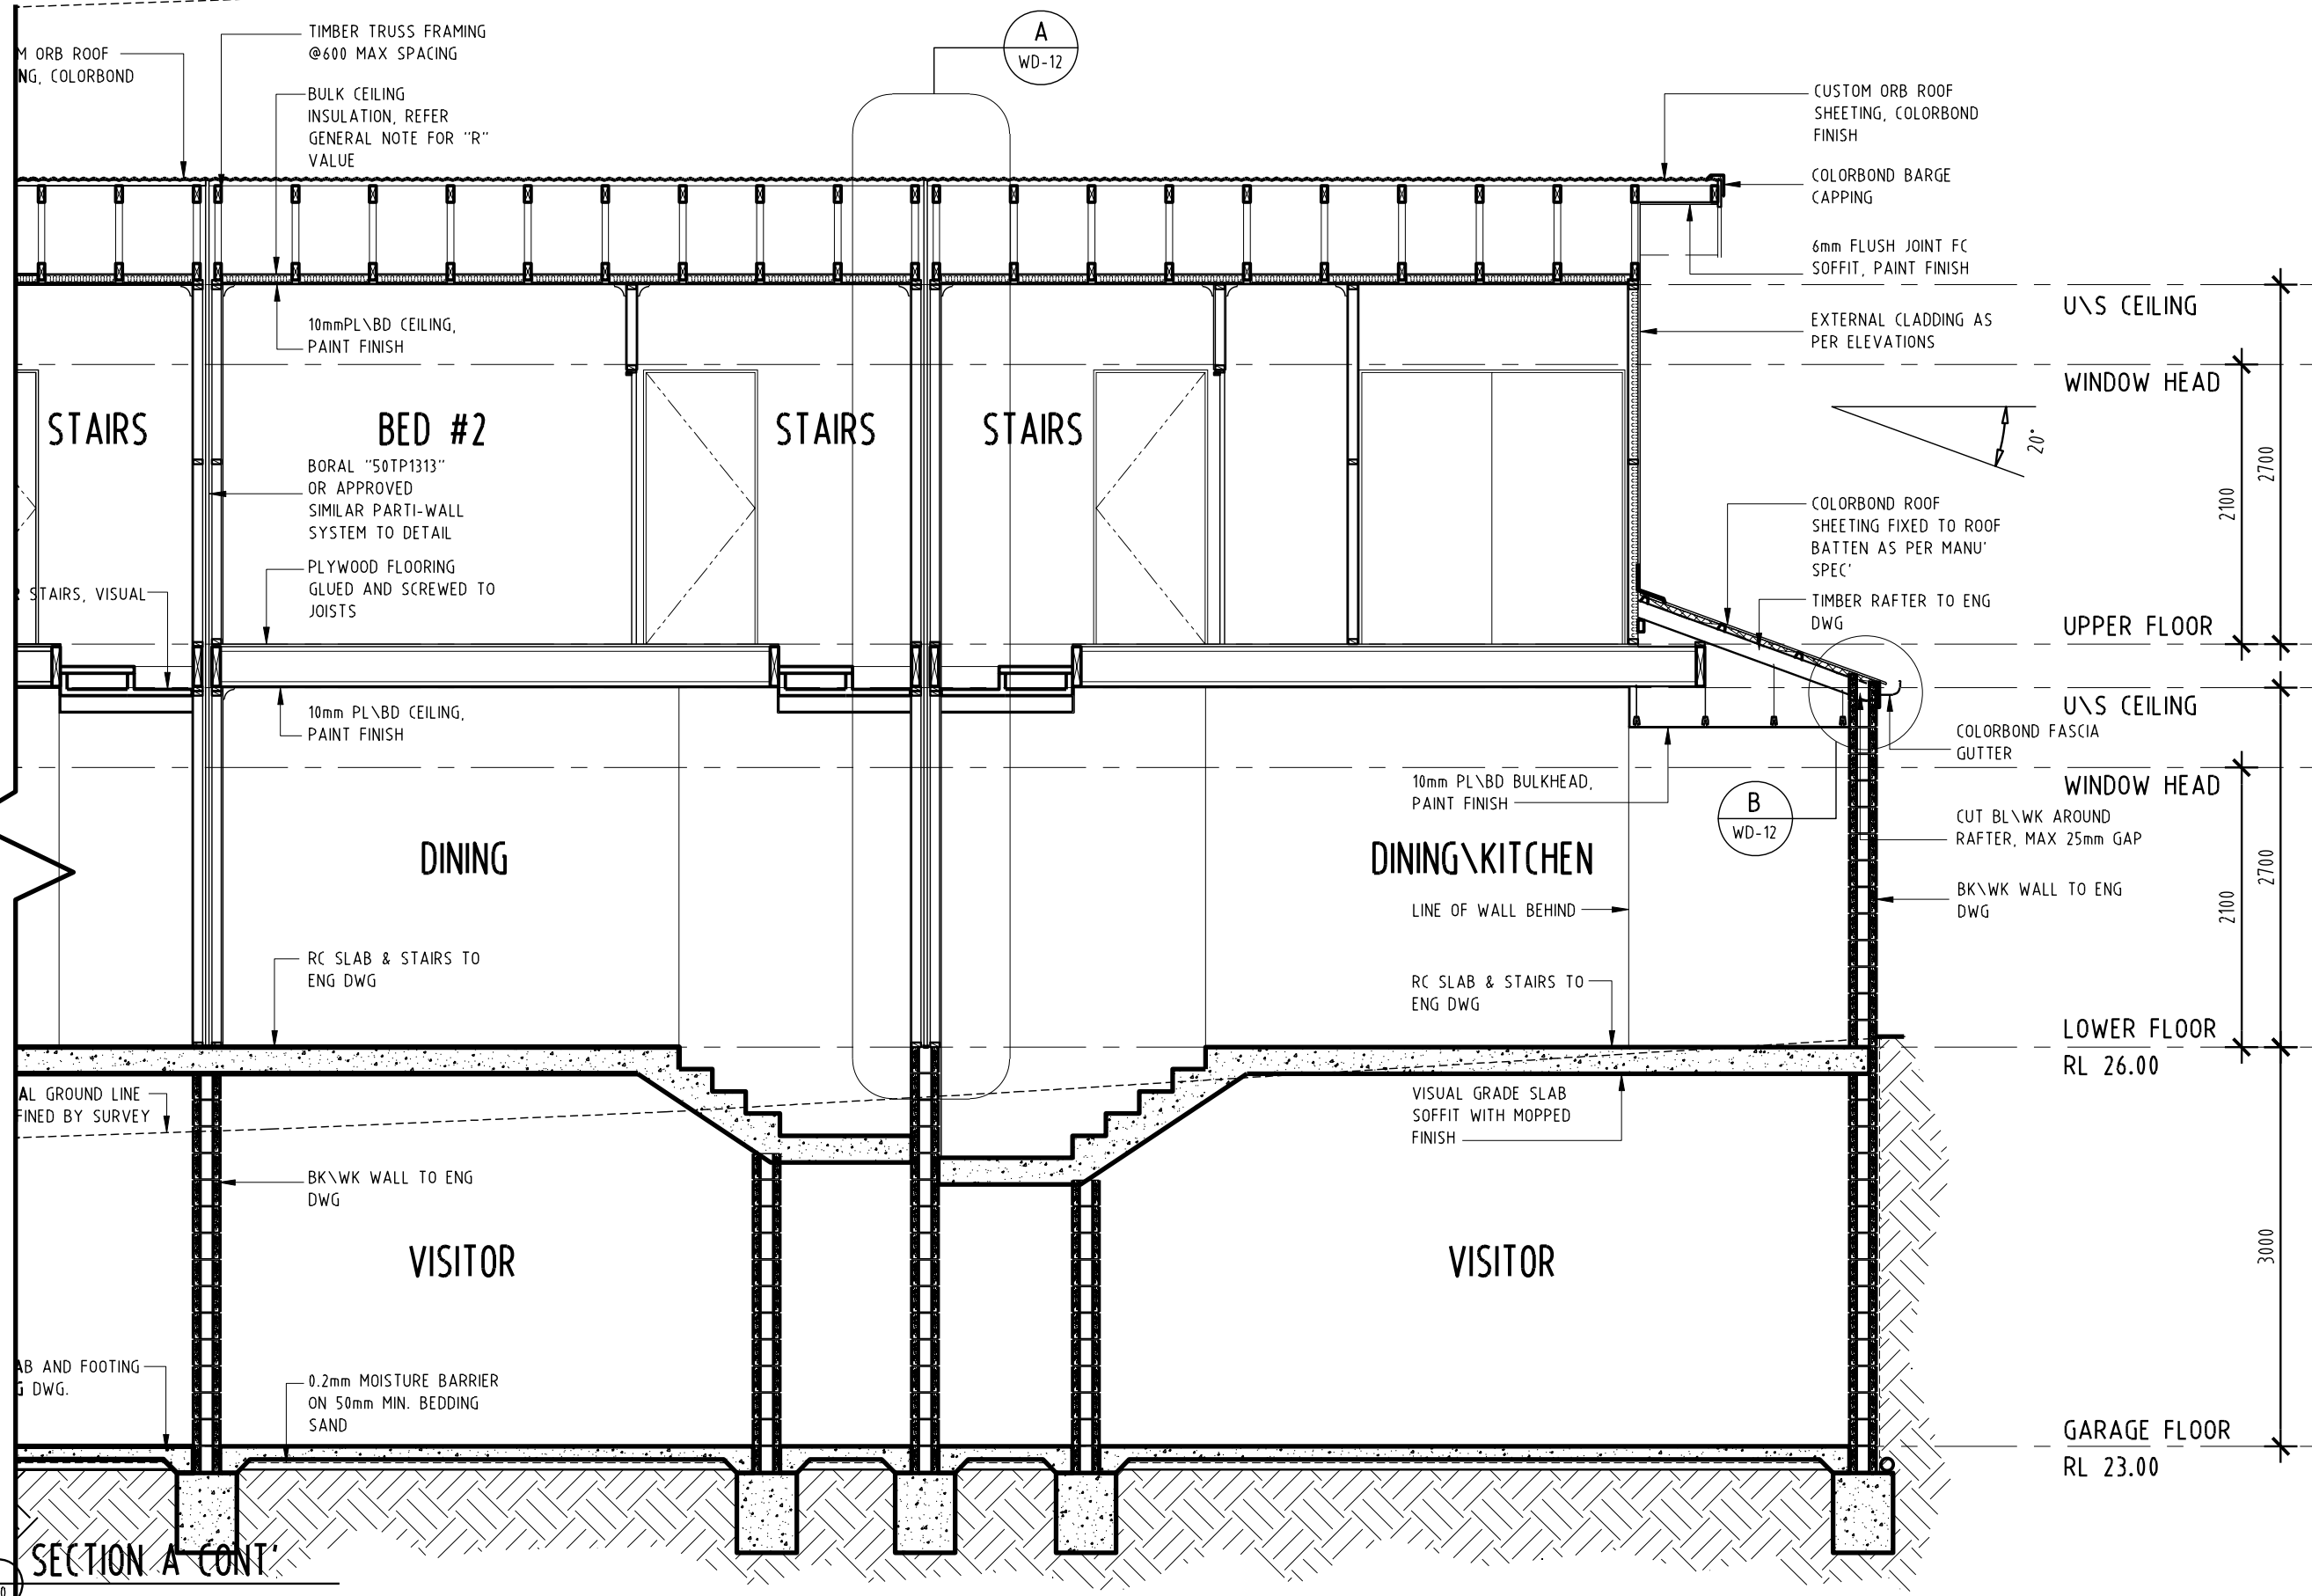 M ORB ROOF
NG, COLORBOND
TIMBER TRUSS FRAMING
@600 MAX SPACING
BULK CEILING
INSULATION, REFER
GENERAL NOTE FOR "R"
VALUE
A
WD-12
CUSTOM ORB ROOF
SHEETING, COLORBOND
FINISH
COLORBOND BARGE
CAPPING
6mm FLUSH JOINT FC
SOFFIT, PAINT FINISH
U\S CEILING
10mmPL\BD CEILING,
PAINT FINISH
EXTERNAL CLADDING AS
PER ELEVATIONS
WINDOW HEAD
STAIRS
BED #2
STAIRS
STAIRS
20°
2700
2100
BORAL "50TP1313"
OR APPROVED
SIMILAR PARTI-WALL
SYSTEM TO DETAIL
COLORBOND ROOF
SHEETING FIXED TO ROOF
BATTEN AS PER MANU'
SPEC'
PLYWOOD FLOORING
GLUED AND SCREWED TO
JOISTS
R STAIRS, VISUAL
TIMBER RAFTER TO ENG
DWG
UPPER FLOOR
10mm PL\BD CEILING,
PAINT FINISH
U\S CEILING
COLORBOND FASCIA
GUTTER
10mm PL\BD BULKHEAD,
PAINT FINISH
B
WD-12
WINDOW HEAD
CUT BL\WK AROUND
RAFTER, MAX 25mm GAP
DINING
DINING\KITCHEN
2700
2100
BK\WK WALL TO ENG
DWG
LINE OF WALL BEHIND
RC SLAB & STAIRS TO
ENG DWG
RC SLAB & STAIRS TO
ENG DWG
LOWER FLOOR
RL 26.00
AL GROUND LINE
FINED BY SURVEY
VISUAL GRADE SLAB
SOFFIT WITH MOPPED
FINISH
BK\WK WALL TO ENG
DWG
VISITOR
VISITOR
3000
AB AND FOOTING
G DWG.
0.2mm MOISTURE BARRIER
ON 50mm MIN. BEDDING
SAND
GARAGE FLOOR
RL 23.00
SECTION A CONT'